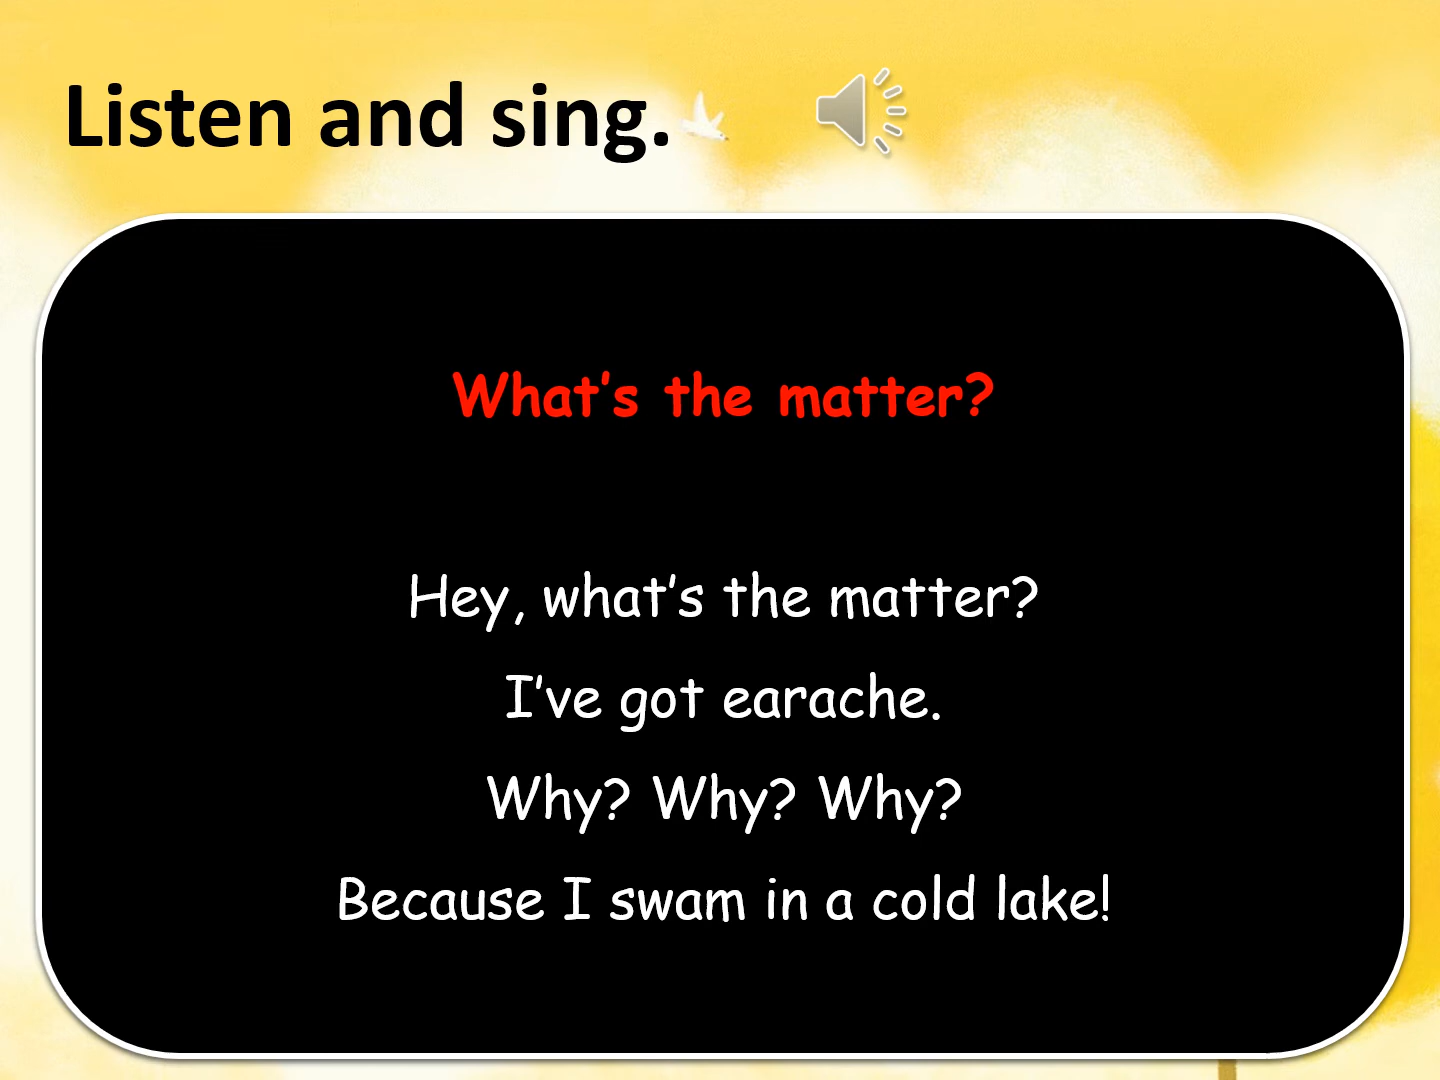 Listen and sing.
What’s the matter?
Hey, what’s the matter?
I’ve got earache.
Why? Why? Why?
Because I swam in a cold lake!